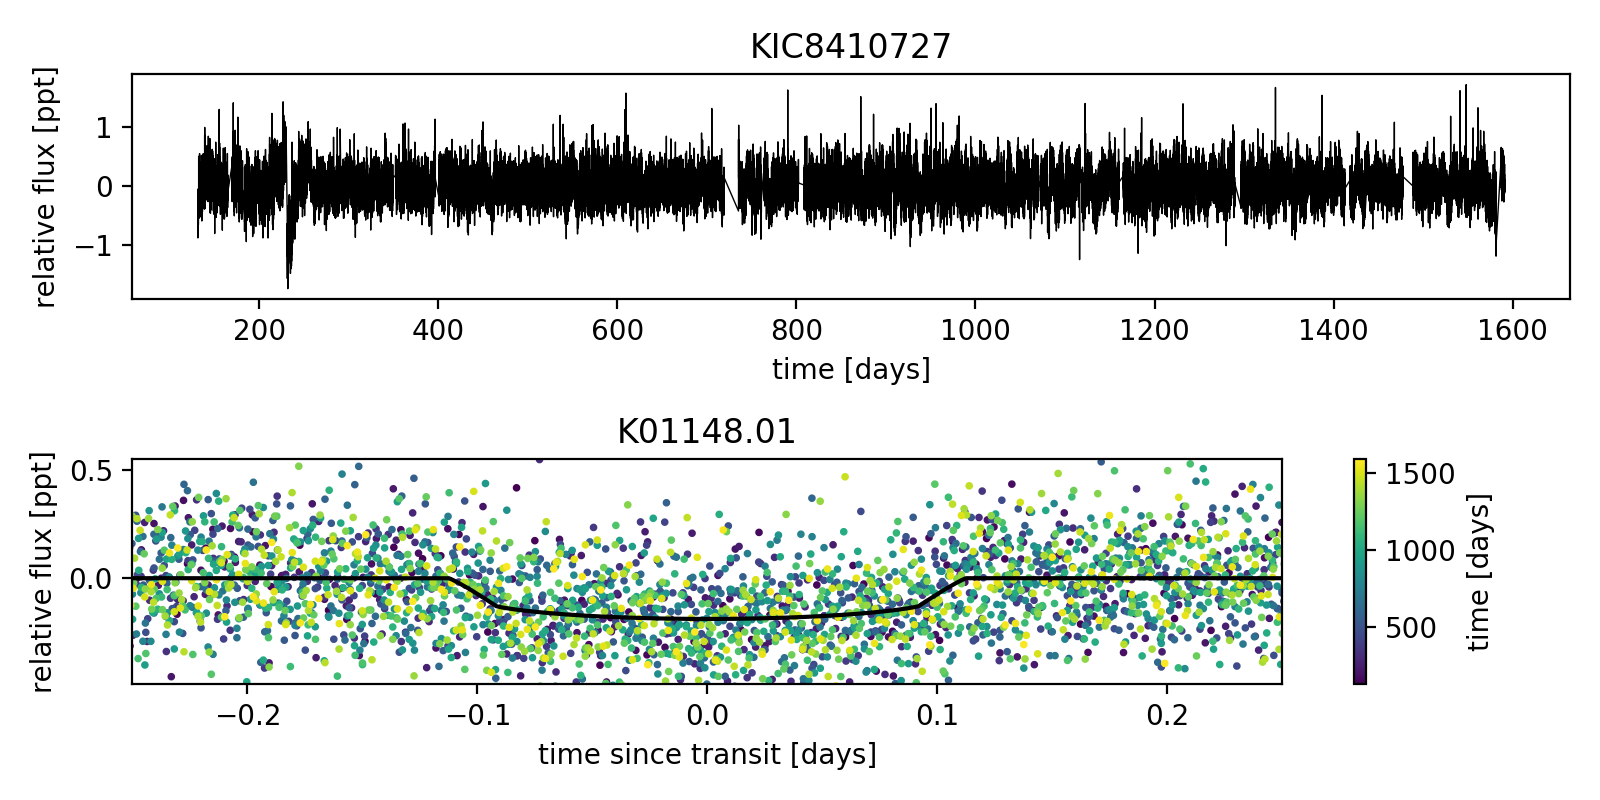 KIC8410727
relative flux [ppt]
1
0
−1
200 400 600 800 1000 1200 1400 1600
time [days]
K01148.01
relative flux [ppt]
0.5
0.0
−0.2 −0.1 0.0 0.1 0.2
time since transit [days]
1500
1000
500
time [days]